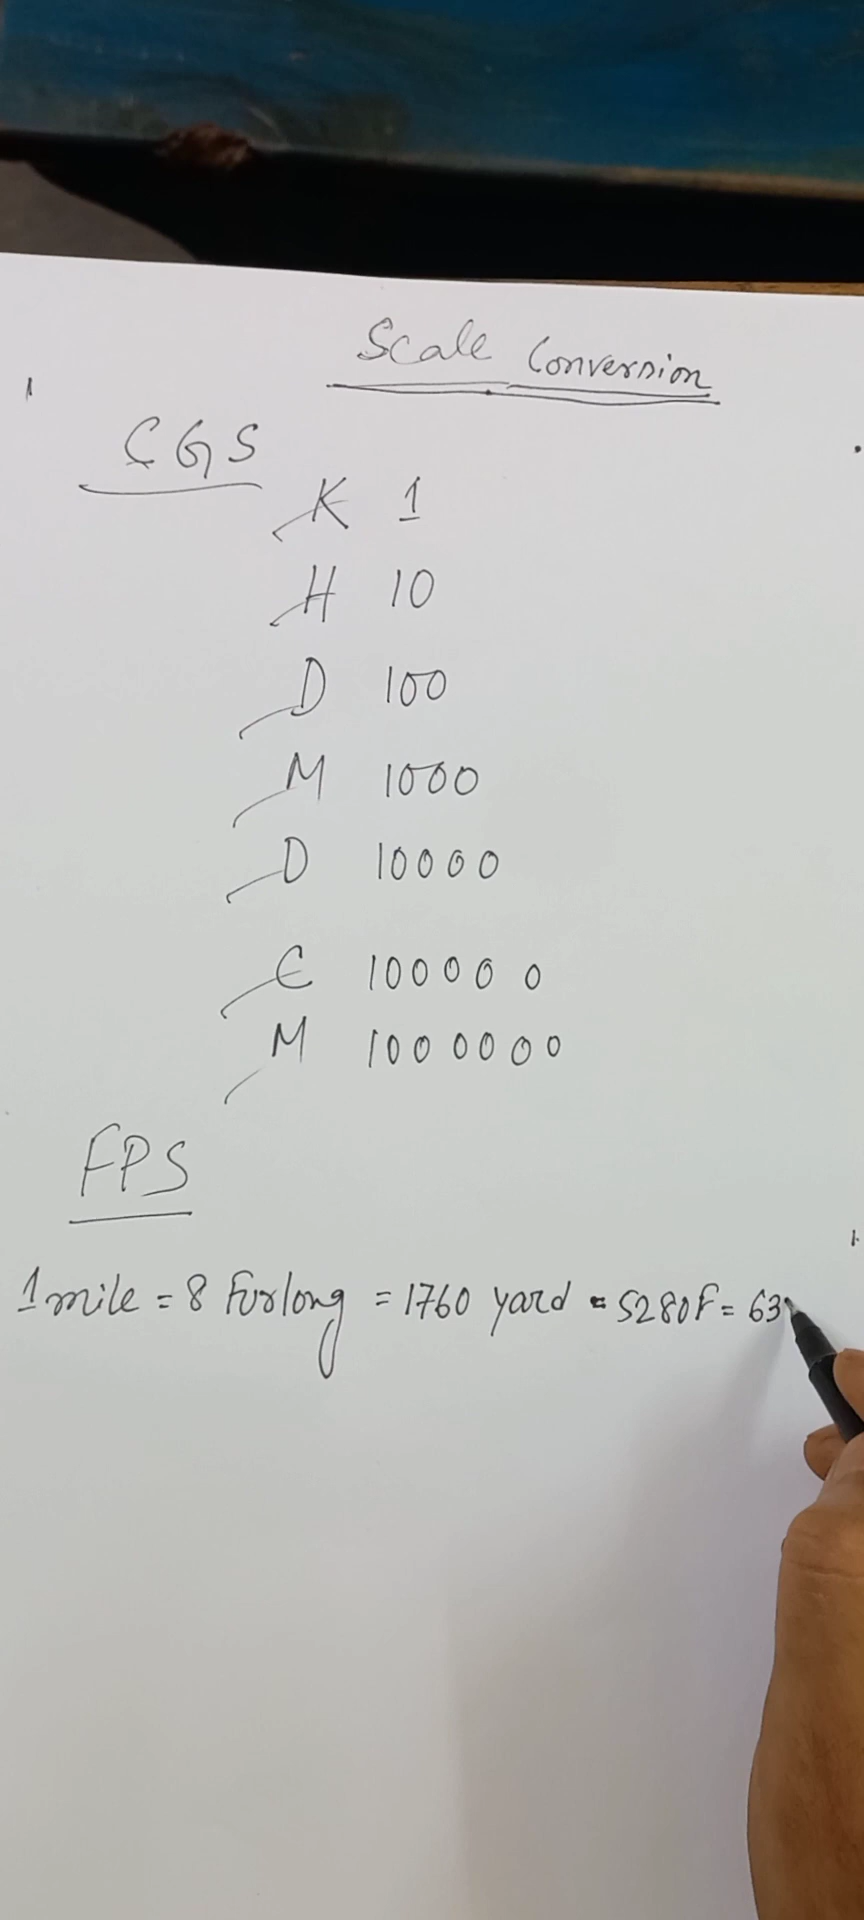 Scale Conversion
CGS
K 1
H 10
D 100
M 1000
D 10000
C 100000
M 1000000
FPS
1 mile = 8 Furlong = 1760 yard = 5280F = 63